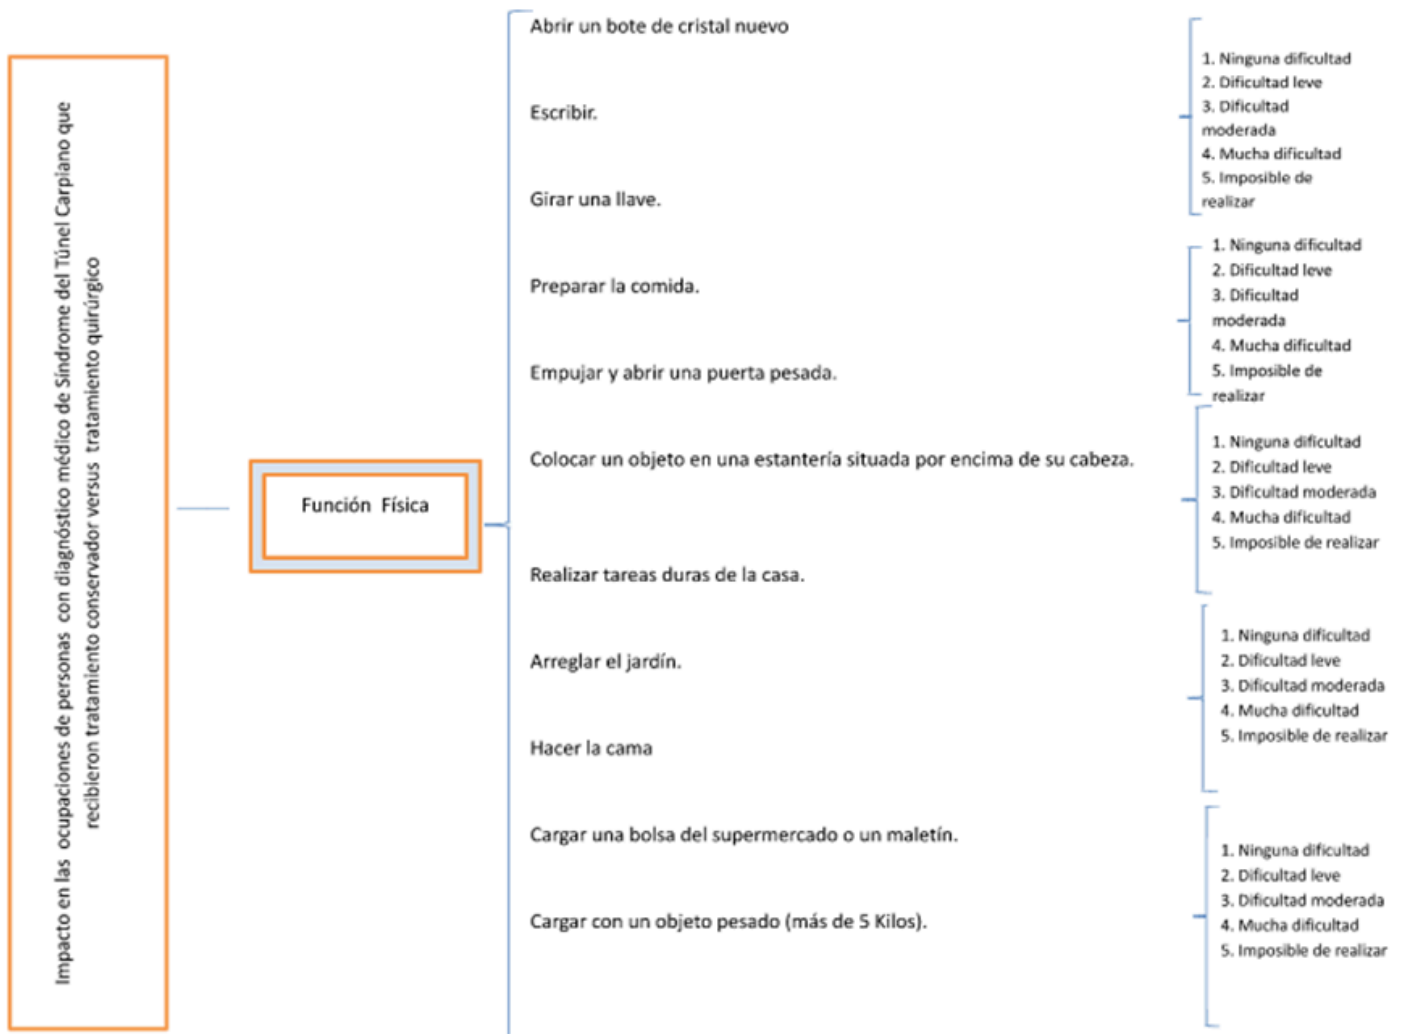 Impacto en las ocupaciones de personas con diagnóstico médico de Síndrome del Túnel Carpiano que
recibieron tratamiento conservador versus tratamiento quirúrgico
Función Física
Abrir un bote de cristal nuevo
Escribir.
Girar una llave.
Preparar la comida.
Empujar y abrir una puerta pesada.
Colocar un objeto en una estantería situada por encima de su cabeza.
Realizar tareas duras de la casa.
Arreglar el jardín.
Hacer la cama
Cargar una bolsa del supermercado o un maletín.
Cargar con un objeto pesado (más de 5 Kilos).
1. Ninguna dificultad
2. Dificultad leve
3. Dificultad
moderada
4. Mucha dificultad
5. Imposible de
realizar
1. Ninguna dificultad
2. Dificultad leve
3. Dificultad
moderada
4. Mucha dificultad
5. Imposible de
realizar
1. Ninguna dificultad
2. Dificultad leve
3. Dificultad moderada
4. Mucha dificultad
5. Imposible de realizar
1. Ninguna dificultad
2. Dificultad leve
3. Dificultad moderada
4. Mucha dificultad
5. Imposible de realizar
1. Ninguna dificultad
2. Dificultad leve
3. Dificultad moderada
4. Mucha dificultad
5. Imposible de realizar